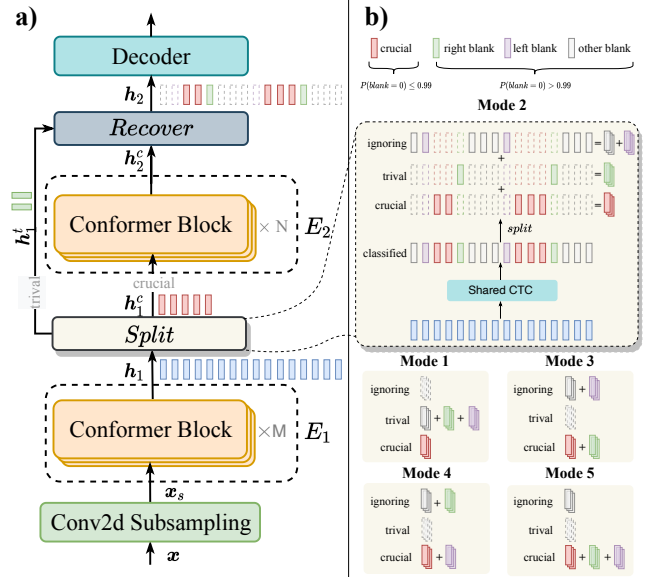 a)
Decoder
h₂
Recover
h₂ᶜ
Conformer Block
× N
E₂
h₁ᵗ
trival
crucial
h₁ᶜ
Split
h₁
Conformer Block
×M
E₁
xₛ
Conv2d Subsampling
x
b)
crucial
right blank
left blank
other blank
P(blank = 0) ≤ 0.99
P(blank = 0) > 0.99
Mode 2
ignoring
=
+
+
trival
=
+
crucial
=
split
classified
Shared CTC
Mode 1
ignoring
trival + +
crucial
Mode 3
ignoring +
trival
crucial +
Mode 4
ignoring +
trival
crucial +
Mode 5
ignoring
trival
crucial + +